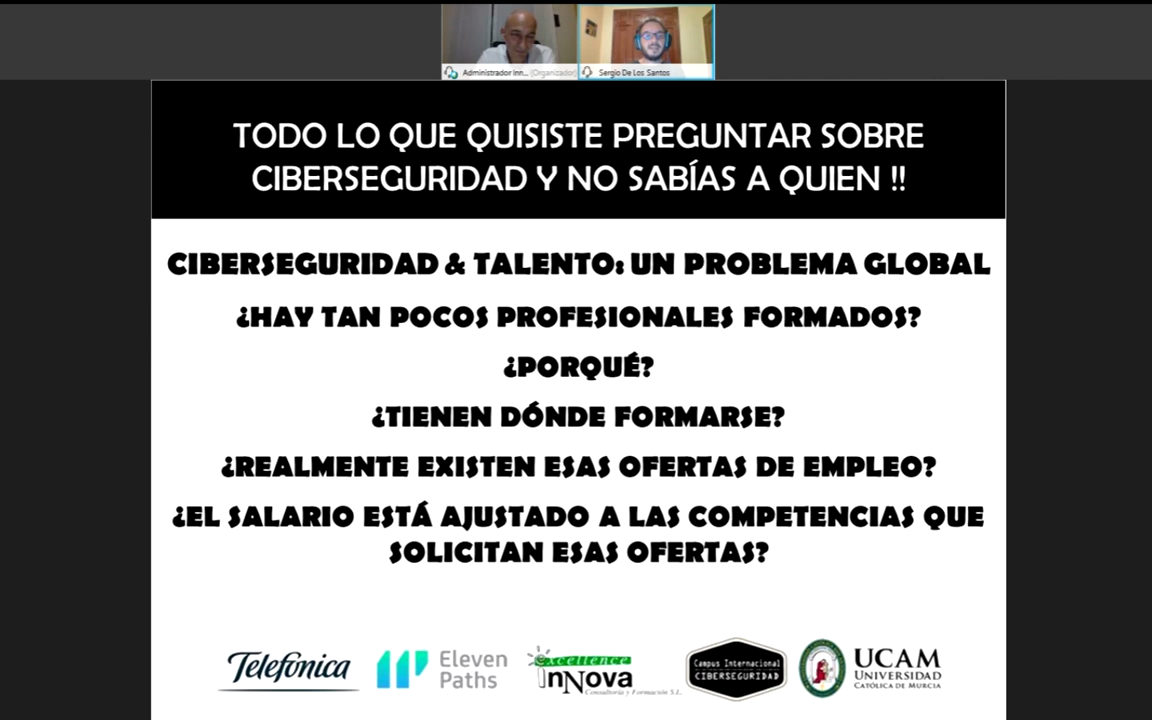 Administrador Inn... (Organizador)
Sergio De Los Santos
TODO LO QUE QUISISTE PREGUNTAR SOBRE
CIBERSEGURIDAD Y NO SABÍAS A QUIEN !!
CIBERSEGURIDAD & TALENTO: UN PROBLEMA GLOBAL
¿HAY TAN POCOS PROFESIONALES FORMADOS?
¿PORQUÉ?
¿TIENEN DÓNDE FORMARSE?
¿REALMENTE EXISTEN ESAS OFERTAS DE EMPLEO?
¿EL SALARIO ESTÁ AJUSTADO A LAS COMPETENCIAS QUE
SOLICITAN ESAS OFERTAS?
Telefónica
Eleven
Paths
excellence
inNova
Consultoría y Formación S.L.
Campus Internacional
CIBERSEGURIDAD
UCAM
UNIVERSIDAD
CATÓLICA DE MURCIA